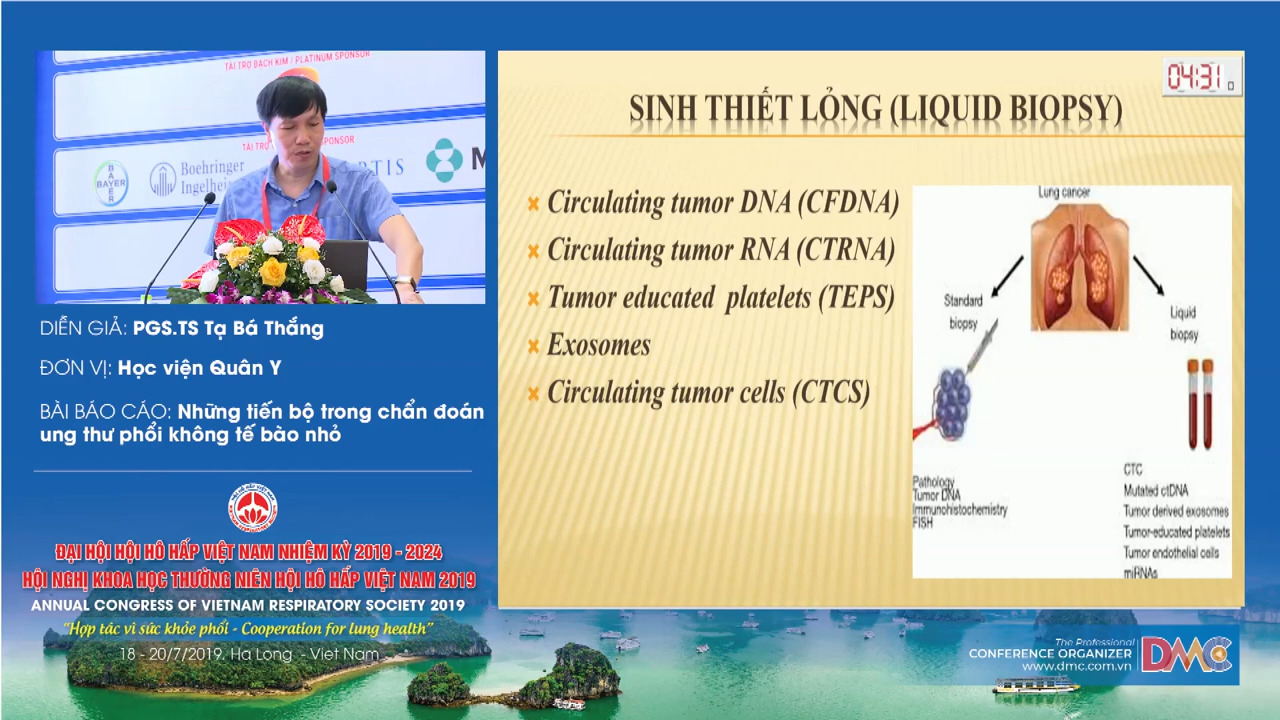 TÀI TRỢ BẠCH KIM / PLATINUM SPONSOR
BAYER
Boehringer
Ingelheim
DIỄN GIẢ: PGS.TS Tạ Bá Thắng
ĐƠN VỊ: Học viện Quân Y
BÀI BÁO CÁO: Những tiến bộ trong chẩn đoán
ung thư phổi không tế bào nhỏ
ĐẠI HỘI HỘI HÔ HẤP VIỆT NAM NHIỆM KỲ 2019 - 2024
HỘI NGHỊ KHOA HỌC THƯỜNG NIÊN HỘI HÔ HẤP VIỆT NAM 2019
ANNUAL CONGRESS OF VIETNAM RESPIRATORY SOCIETY 2019
"Hợp tác vì sức khỏe phổi - Cooperation for lung health"
18 - 20/7/2019. Ha Long - Viet Nam
04:31
SINH THIẾT LỎNG (LIQUID BIOPSY)
Circulating tumor DNA (CFDNA)
Circulating tumor RNA (CTRNA)
Tumor educated platelets (TEPS)
Exosomes
Circulating tumor cells (CTCS)
Lung cancer
Standard
biopsy
Liquid
biopsy
Pathology
Tumor DNA
Immunohistochemistry
FISH
CTC
Mutated ctDNA
Tumor derived exosomes
Tumor-educated platelets
Tumor endothelial cells
miRNAs
The Professional
CONFERENCE ORGANIZER
www.dmc.com.vn
DMC